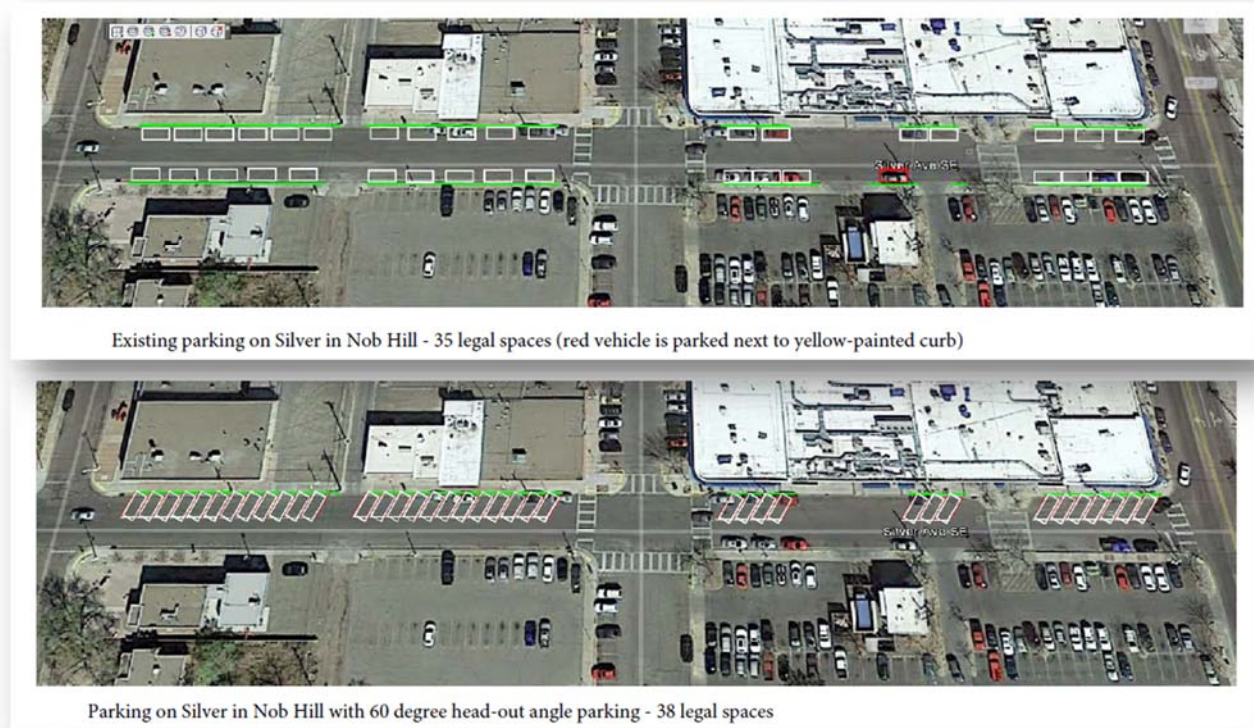 Silver Ave SE
Existing parking on Silver in Nob Hill - 35 legal spaces (red vehicle is parked next to yellow-painted curb)
Silver Ave SE
Parking on Silver in Nob Hill with 60 degree head-out angle parking - 38 legal spaces